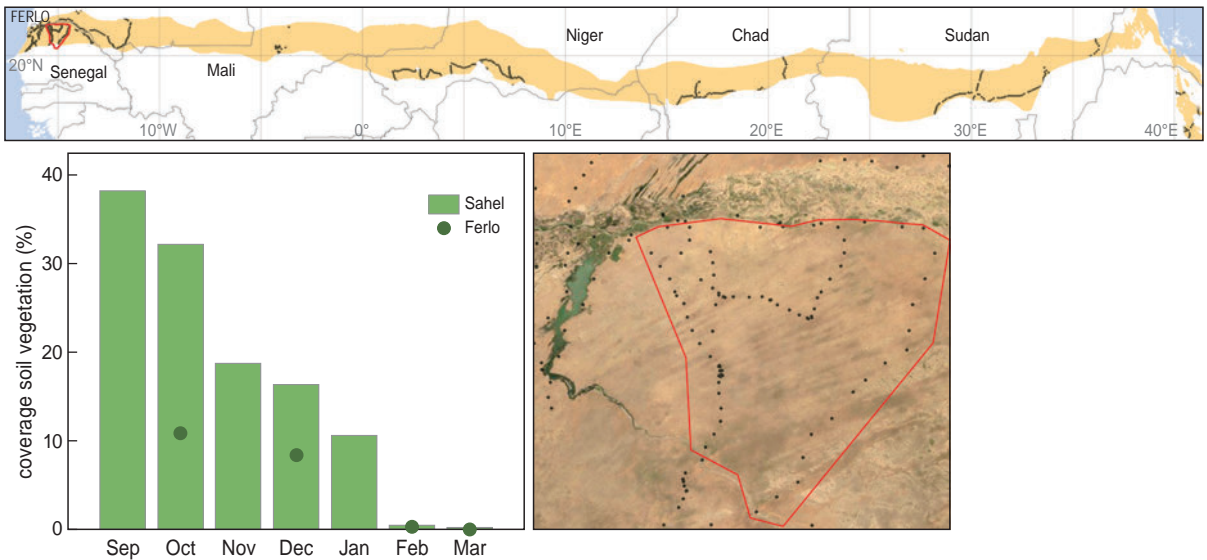 FERLO
Niger
Chad
Sudan
20°N
Senegal
Mali
10°W
0°
10°E
20°E
30°E
40°E
coverage soil vegetation (%)
40
30
20
10
0
Sahel
Ferlo
Sep
Oct
Nov
Dec
Jan
Feb
Mar